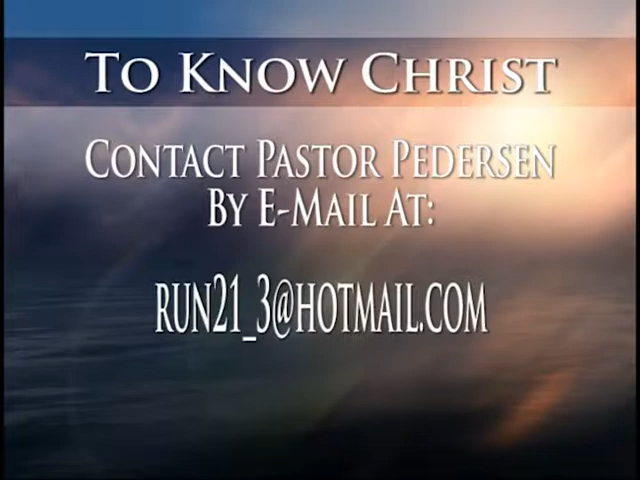 To Know Christ
Contact Pastor Pedersen
By E-Mail At:
RUN21_3@HOTMAIL.COM